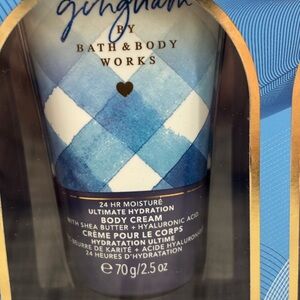 gingham
BY
BATH & BODY
WORKS
24 HR MOISTURE
ULTIMATE HYDRATION
BODY CREAM
WITH SHEA BUTTER + HYALURONIC ACID
CRÈME POUR LE CORPS
HYDRATATION ULTIME
BEURRE DE KARITÉ + ACIDE HYALURON
24 HEURES D'HYDRATATION
e 70 g/2.5 oz